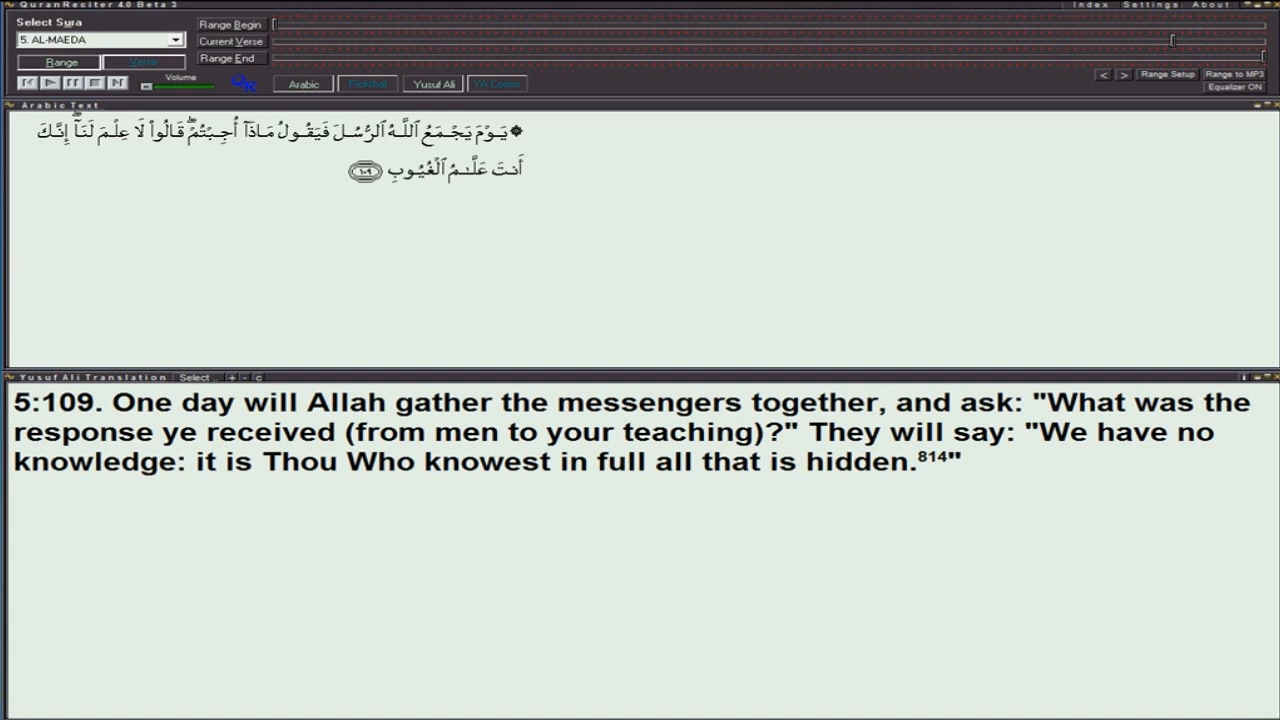 QuranReciter 4.0 Beta 3
Index Settings About
Select Sura
5. AL-MAEDA
Range Verse
Range Begin
Current Verse
Range End
Volume
QR
Arabic Pickthal Yusuf Ali YA Comm
< > Range Setup Range to MP3
Equalizer ON
Arabic Text
۞ يَوْمَ يَجْمَعُ ٱللَّهُ ٱلرُّسُلَ فَيَقُولُ مَاذَآ أُجِبْتُمْ ۖ قَالُوا۟ لَا عِلْمَ لَنَآ ۖ إِنَّكَ
أَنتَ عَلَّـٰمُ ٱلْغُيُوبِ ١٠٩
Yusuf Ali Translation Select .. + - c i
5:109. One day will Allah gather the messengers together, and ask: "What was the
response ye received (from men to your teaching)?" They will say: "We have no
knowledge: it is Thou Who knowest in full all that is hidden.814"